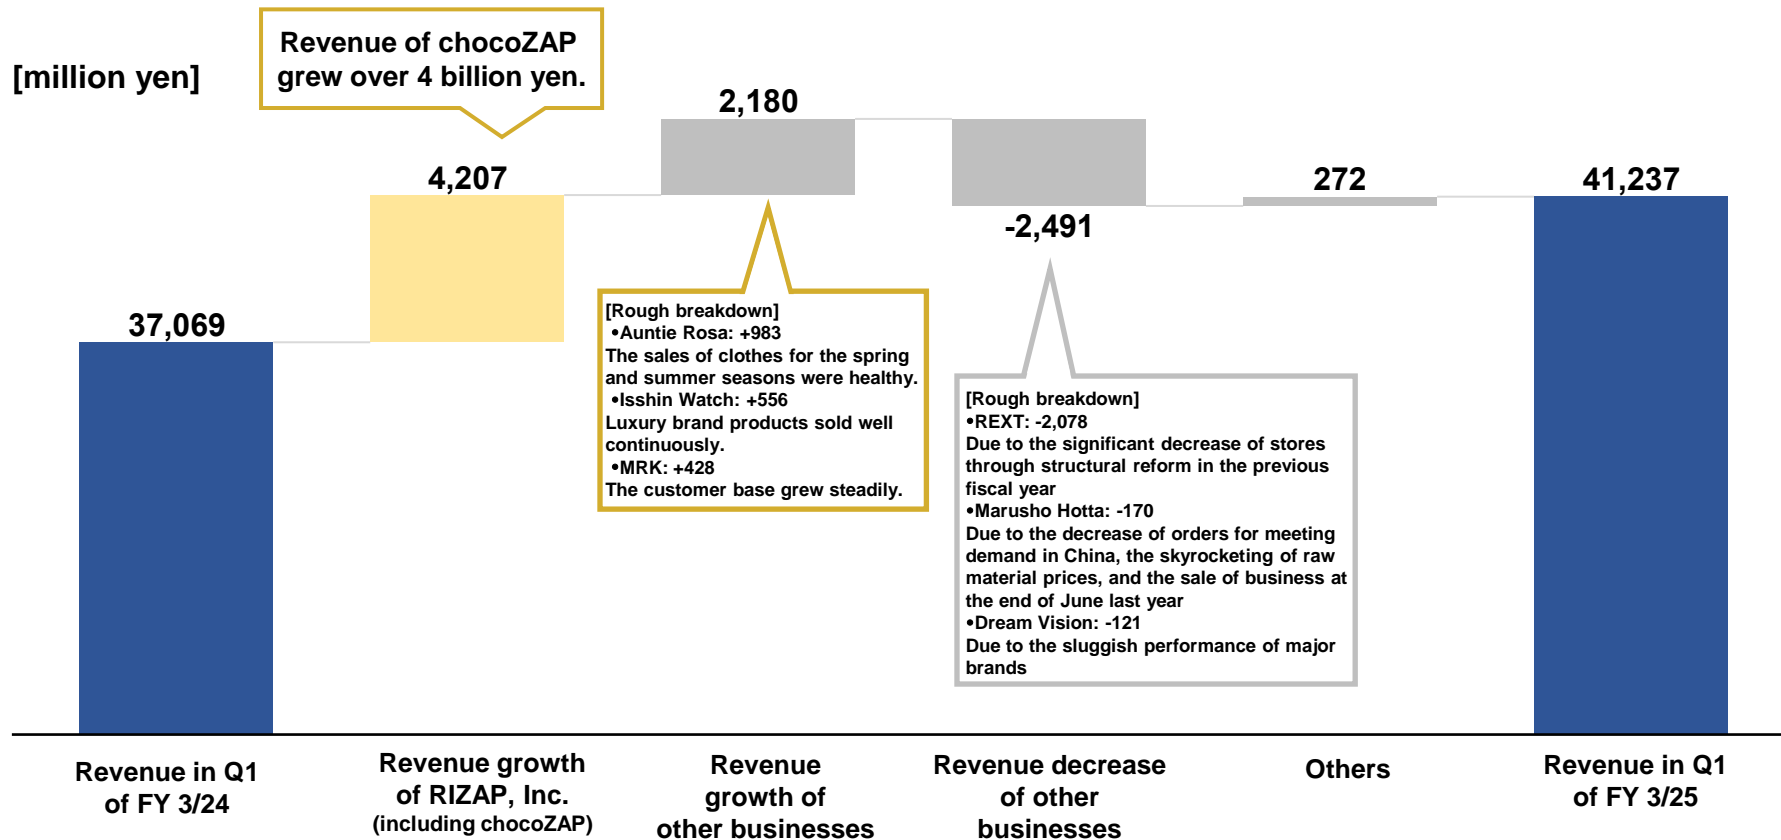 [million yen]
Revenue of chocoZAP
grew over 4 billion yen.
37,069
4,207
2,180
-2,491
272
41,237
[Rough breakdown]
•Auntie Rosa: +983
The sales of clothes for the spring
and summer seasons were healthy.
•Isshin Watch: +556
Luxury brand products sold well
continuously.
•MRK: +428
The customer base grew steadily.
[Rough breakdown]
•REXT: -2,078
Due to the significant decrease of stores
through structural reform in the previous
fiscal year
•Marusho Hotta: -170
Due to the decrease of orders for meeting
demand in China, the skyrocketing of raw
material prices, and the sale of business at
the end of June last year
•Dream Vision: -121
Due to the sluggish performance of major
brands
Revenue in Q1
of FY 3/24
Revenue growth
of RIZAP, Inc.
(including chocoZAP)
Revenue
growth of
other businesses
Revenue decrease
of other
businesses
Others
Revenue in Q1
of FY 3/25